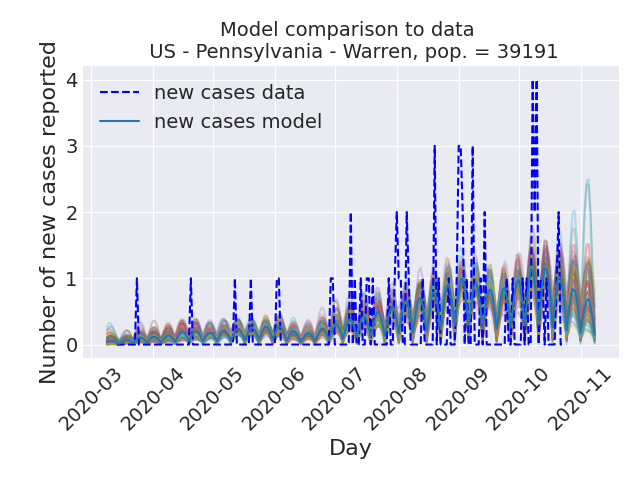 Model comparison to data
US - Pennsylvania - Warren, pop. = 39191
new cases data
new cases model
Number of new cases reported
4
3
2
1
0
2020-03
2020-04
2020-05
2020-06
2020-07
2020-08
2020-09
2020-10
2020-11
Day